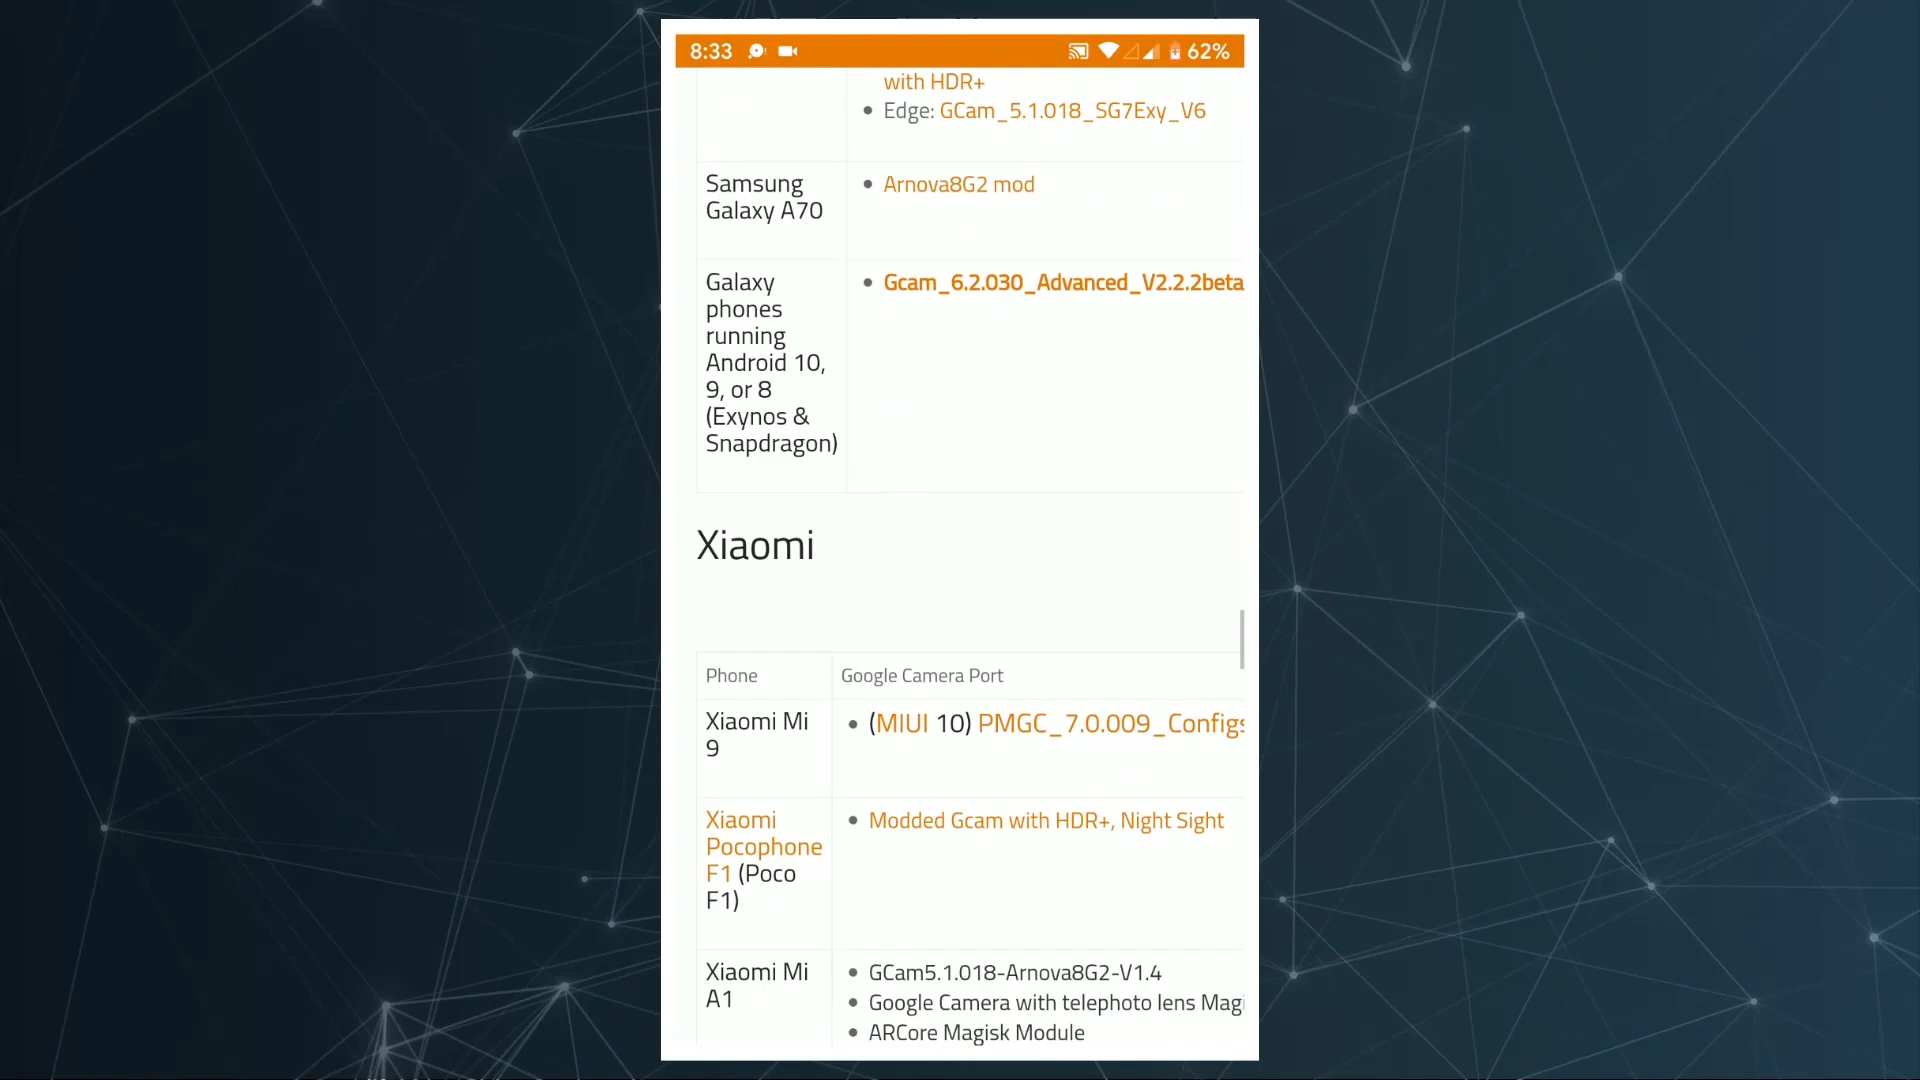 8:33
62%
with HDR+
• Edge: GCam_5.1.018_SG7Exy_V6
Samsung
Galaxy A70
• Arnova8G2 mod
Galaxy
phones
running
Android 10,
9, or 8
(Exynos &
Snapdragon)
• Gcam_6.2.030_Advanced_V2.2.2beta
Xiaomi
Phone
Google Camera Port
Xiaomi Mi
9
• (MIUI 10) PMGC_7.0.009_Configs
Xiaomi
Pocophone
F1 (Poco
F1)
• Modded Gcam with HDR+, Night Sight
Xiaomi Mi
A1
• GCam5.1.018-Arnova8G2-V1.4
• Google Camera with telephoto lens Magi
• ARCore Magisk Module